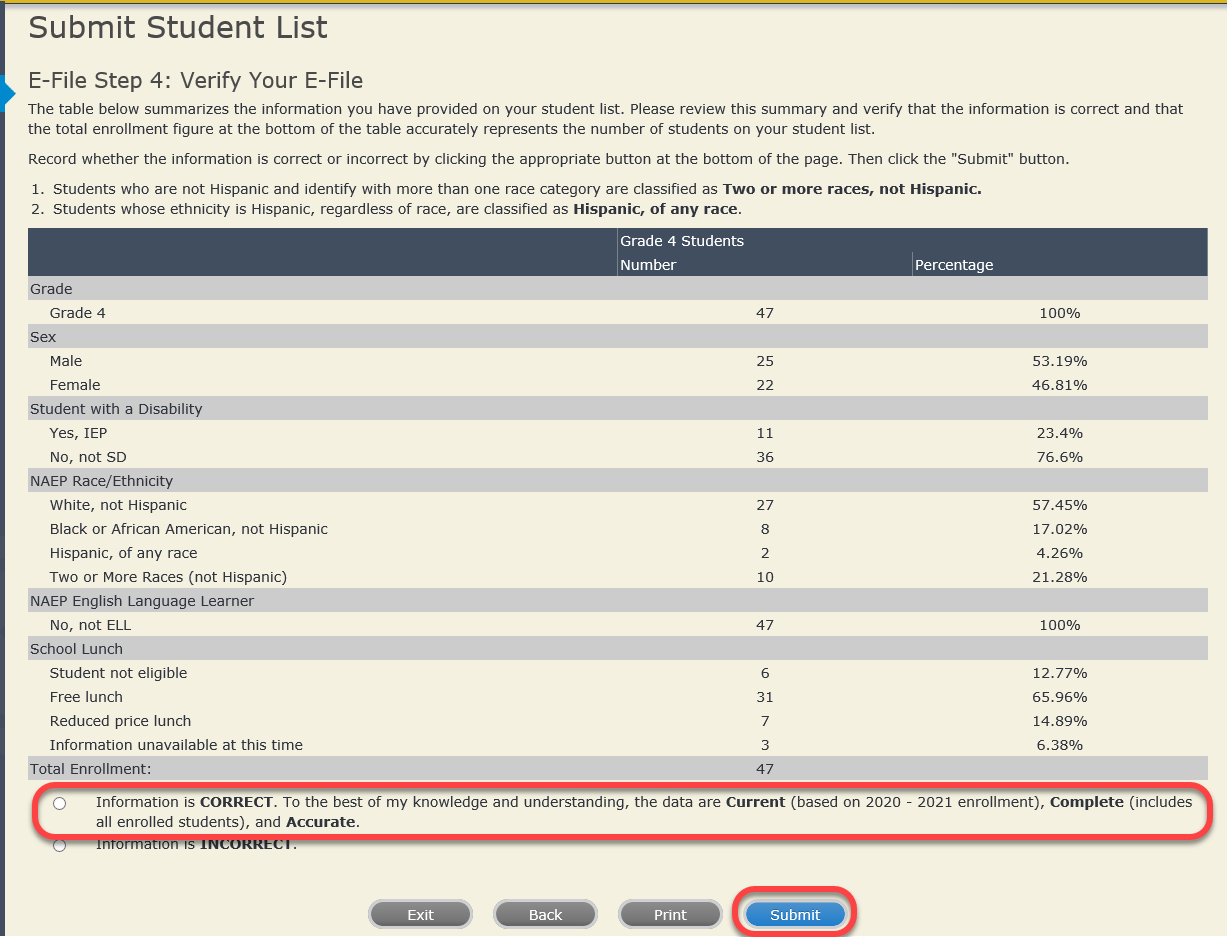 Submit Student List
E-File Step 4: Verify Your E-File
The table below summarizes the information you have provided on your student list. Please review this summary and verify that the information is correct and that
the total enrollment figure at the bottom of the table accurately represents the number of students on your student list.
Record whether the information is correct or incorrect by clicking the appropriate button at the bottom of the page. Then click the "Submit" button.
1. Students who are not Hispanic and identify with more than one race category are classified as Two or more races, not Hispanic.
2. Students whose ethnicity is Hispanic, regardless of race, are classified as Hispanic, of any race.
Grade 4 Students
Number Percentage
Grade
Grade 4 47 100%
Sex
Male 25 53.19%
Female 22 46.81%
Student with a Disability
Yes, IEP 11 23.4%
No, not SD 36 76.6%
NAEP Race/Ethnicity
White, not Hispanic 27 57.45%
Black or African American, not Hispanic 8 17.02%
Hispanic, of any race 2 4.26%
Two or More Races (not Hispanic) 10 21.28%
NAEP English Language Learner
No, not ELL 47 100%
School Lunch
Student not eligible 6 12.77%
Free lunch 31 65.96%
Reduced price lunch 7 14.89%
Information unavailable at this time 3 6.38%
Total Enrollment: 47
Information is CORRECT. To the best of my knowledge and understanding, the data are Current (based on 2020 - 2021 enrollment), Complete (includes
all enrolled students), and Accurate.
Information is INCORRECT.
Exit Back Print Submit